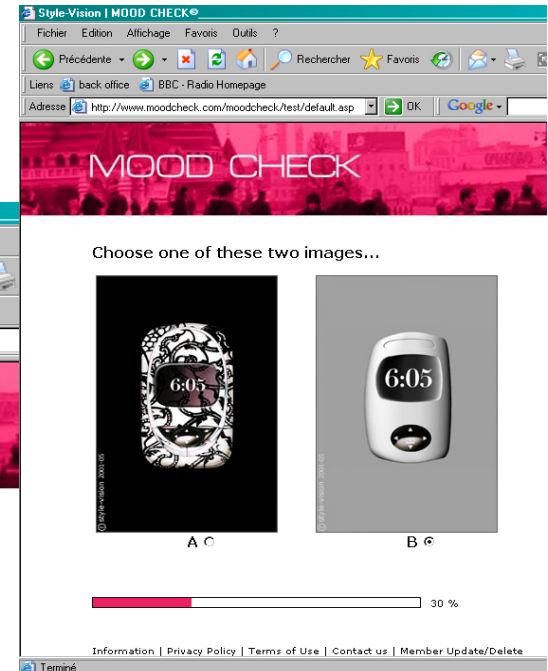 Style-Vision | MOOD CHECK©
Fichier Edition Affichage Favoris Outils ?
Précédente Rechercher Favoris
Liens back office BBC - Radio Homepage
Adresse http://www.moodcheck.com/moodcheck/test/default.asp OK Google
MOOD CHECK
Choose one of these two images...
6:05
6:05
© style-vision 2001-05
© style-vision 2001-05
A
B
30 %
Information | Privacy Policy | Terms of Use | Contact us | Member Update/Delete
Terminé